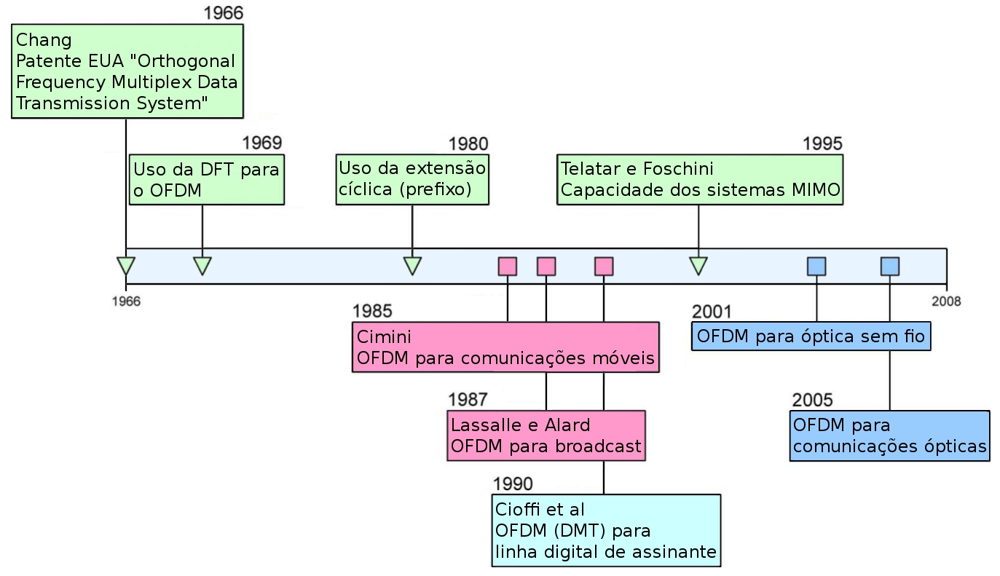 1966
Chang
Patente EUA "Orthogonal
Frequency Multiplex Data
Transmission System"
1969
Uso da DFT para
o OFDM
1980
Uso da extensão
cíclica (prefixo)
1995
Telatar e Foschini
Capacidade dos sistemas MIMO
1966
2008
1985
Cimini
OFDM para comunicações móveis
2001
OFDM para óptica sem fio
1987
Lassalle e Alard
OFDM para broadcast
2005
OFDM para
comunicações ópticas
1990
Cioffi et al
OFDM (DMT) para
linha digital de assinante